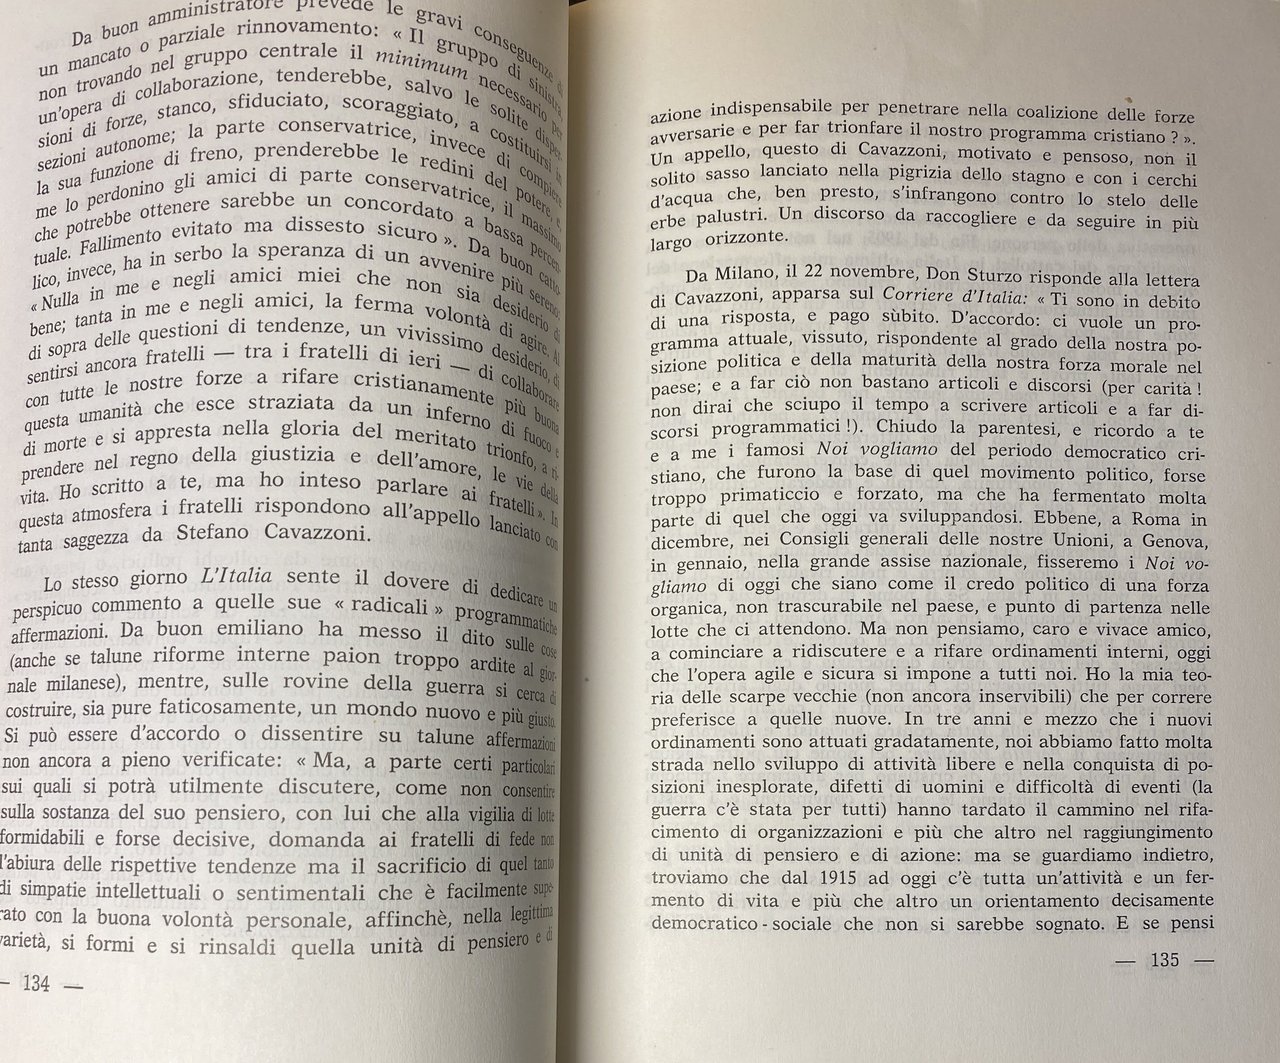 Da buon amministratore prevede le gravi conseguenze di
un mancato o parziale rinnovamento: « Il gruppo di sinistra,
non trovando nel gruppo centrale il minimum necessario per
un'opera di collaborazione, tenderebbe, salvo le solite disper-
sioni di forze, stanco, sfiduciato, scoraggiato, a costituirsi in
sezioni autonome; la parte conservatrice, invece di compiere
la sua funzione di freno, prenderebbe le redini del potere, e,
me lo perdonino gli amici di parte conservatrice, il massimo
che potrebbe ottenere sarebbe un concordato a bassa percen-
tuale. Fallimento evitato ma dissesto sicuro ». Da buon catto-
lico, invece, ha in serbo la speranza di un avvenire più sereno:
« Nulla in me e negli amici miei che non sia desiderio di
bene; tanta in me e negli amici, la ferma volontà di agire. Al
di sopra delle questioni di tendenze, un vivissimo desiderio, di
sentirsi ancora fratelli — tra i fratelli di ieri — di collaborare
con tutte le nostre forze a rifare cristianamente più buona
questa umanità che esce straziata da un inferno di fuoco e
di morte e si appresta nella gloria del meritato trionfo, a ri-
prendere nel regno della giustizia e dell'amore, le vie della
vita. Ho scritto a te, ma ho inteso parlare ai fratelli ». In
questa atmosfera i fratelli rispondono all'appello lanciato con
tanta saggezza da Stefano Cavazzoni.
Lo stesso giorno L'Italia sente il dovere di dedicare un
perspicuo commento a quelle sue « radicali » programmatiche
affermazioni. Da buon emiliano ha messo il dito sulle cose
(anche se talune riforme interne paion troppo ardite al gior-
nale milanese), mentre, sulle rovine della guerra si cerca di
costruire, sia pure faticosamente, un mondo nuovo e più giusto.
Si può essere d'accordo o dissentire su talune affermazioni
non ancora a pieno verificate: « Ma, a parte certi particolari
sui quali si potrà utilmente discutere, come non consentire
sulla sostanza del suo pensiero, con lui che alla vigilia di lotte
formidabili e forse decisive, domanda ai fratelli di fede non
l'abiura delle rispettive tendenze ma il sacrificio di quel tanto
di simpatie intellettuali o sentimentali che è facilmente supe-
rato con la buona volontà personale, affinchè, nella legittima
varietà, si formi e si rinsaldi quella unità di pensiero e di
— 134 —
azione indispensabile per penetrare nella coalizione delle forze
avversarie e per far trionfare il nostro programma cristiano ? ».
Un appello, questo di Cavazzoni, motivato e pensoso, non il
solito sasso lanciato nella pigrizia dello stagno e con i cerchi
d'acqua che, ben presto, s'infrangono contro lo stelo delle
erbe palustri. Un discorso da raccogliere e da seguire in più
largo orizzonte.
Da Milano, il 22 novembre, Don Sturzo risponde alla lettera
di Cavazzoni, apparsa sul Corriere d'Italia: « Ti sono in debito
di una risposta, e pago sùbito. D'accordo: ci vuole un pro-
gramma attuale, vissuto, rispondente al grado della nostra po-
sizione politica e della maturità della nostra forza morale nel
paese; e a far ciò non bastano articoli e discorsi (per carità !
non dirai che sciupo il tempo a scrivere articoli e a far di-
scorsi programmatici !). Chiudo la parentesi, e ricordo a te
e a me i famosi Noi vogliamo del periodo democratico cri-
stiano, che furono la base di quel movimento politico, forse
troppo primaticcio e forzato, ma che ha fermentato molta
parte di quel che oggi va sviluppandosi. Ebbene, a Roma in
dicembre, nei Consigli generali delle nostre Unioni, a Genova,
in gennaio, nella grande assise nazionale, fisseremo i Noi vo-
gliamo di oggi che siano come il credo politico di una forza
organica, non trascurabile nel paese, e punto di partenza nelle
lotte che ci attendono. Ma non pensiamo, caro e vivace amico,
a cominciare a ridiscutere e a rifare ordinamenti interni, oggi
che l'opera agile e sicura si impone a tutti noi. Ho la mia teo-
ria delle scarpe vecchie (non ancora inservibili) che per correre
preferisce a quelle nuove. In tre anni e mezzo che i nuovi
ordinamenti sono attuati gradatamente, noi abbiamo fatto molta
strada nello sviluppo di attività libere e nella conquista di po-
sizioni inesplorate, difetti di uomini e difficoltà di eventi (la
guerra c'è stata per tutti) hanno tardato il cammino nel rifa-
cimento di organizzazioni e più che altro nel raggiungimento
di unità di pensiero e di azione: ma se guardiamo indietro,
troviamo che dal 1915 ad oggi c'è tutta un'attività e un fer-
mento di vita e più che altro un orientamento decisamente
democratico - sociale che non si sarebbe sognato. E se pensi
— 135 —